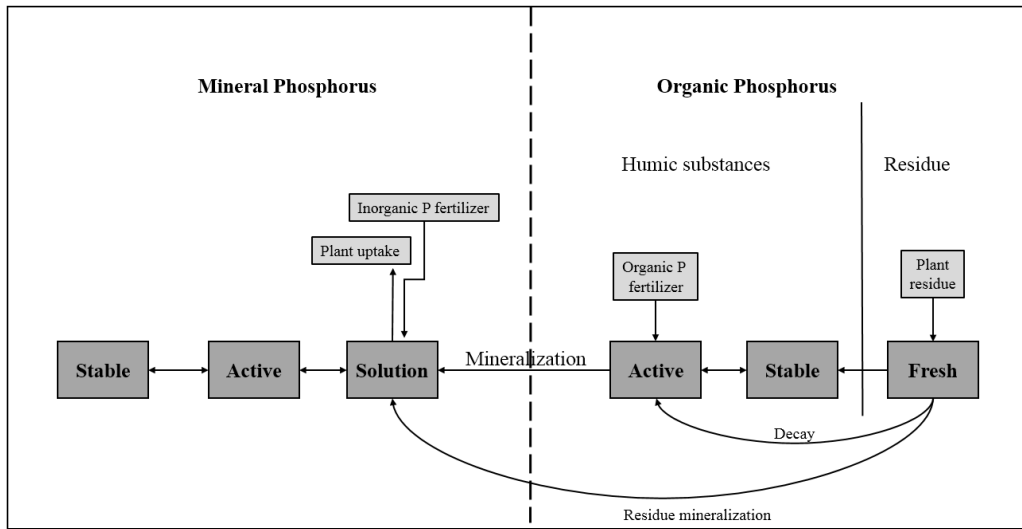 Mineral Phosphorus
Organic Phosphorus
Humic substances
Residue
Inorganic P fertilizer
Plant uptake
Organic P
fertilizer
Plant
residue
Stable
Active
Solution
Mineralization
Active
Stable
Fresh
Decay
Residue mineralization